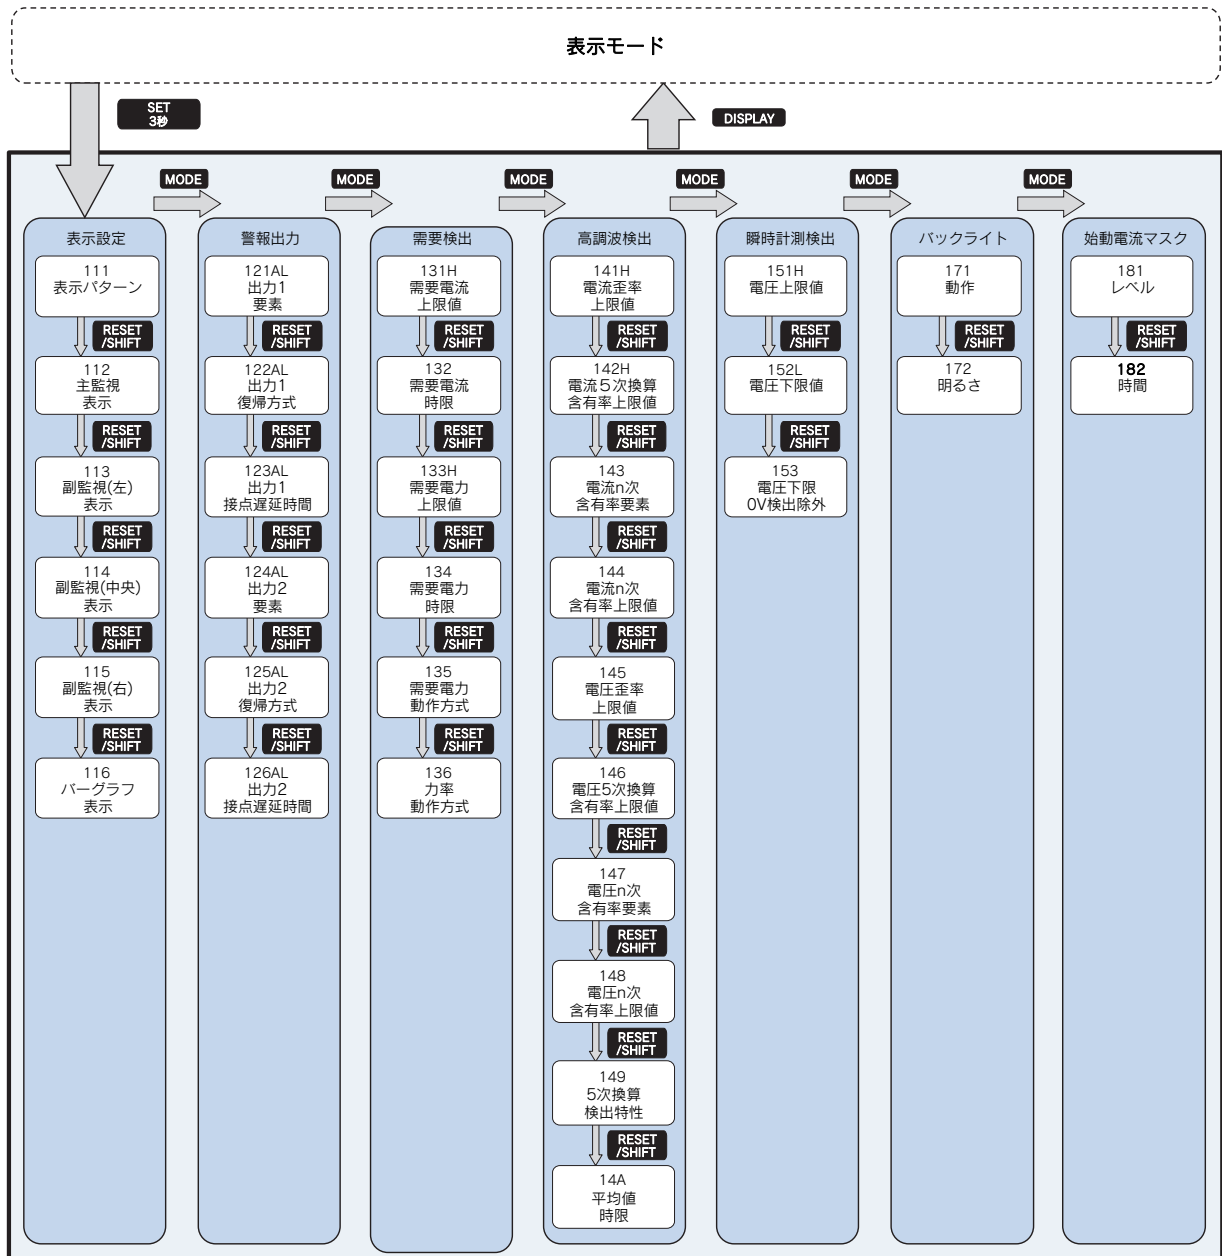 表示モード
SET
3秒
DISPLAY
MODE
MODE
MODE
MODE
MODE
MODE
表示設定
111
表示パターン
RESET
/SHIFT
112
主監視
表示
RESET
/SHIFT
113
副監視(左)
表示
RESET
/SHIFT
114
副監視(中央)
表示
RESET
/SHIFT
115
副監視(右)
表示
RESET
/SHIFT
116
バーグラフ
表示
警報出力
121AL
出力1
要素
RESET
/SHIFT
122AL
出力1
復帰方式
RESET
/SHIFT
123AL
出力1
接点遅延時間
RESET
/SHIFT
124AL
出力2
要素
RESET
/SHIFT
125AL
出力2
復帰方式
RESET
/SHIFT
126AL
出力2
接点遅延時間
需要検出
131H
需要電流
上限値
RESET
/SHIFT
132
需要電流
時限
RESET
/SHIFT
133H
需要電力
上限値
RESET
/SHIFT
134
需要電力
時限
RESET
/SHIFT
135
需要電力
動作方式
RESET
/SHIFT
136
力率
動作方式
高調波検出
141H
電流歪率
上限値
RESET
/SHIFT
142H
電流５次換算
含有率上限値
RESET
/SHIFT
143
電流n次
含有率要素
RESET
/SHIFT
144
電流n次
含有率上限値
RESET
/SHIFT
145
電圧歪率
上限値
RESET
/SHIFT
146
電圧5次換算
含有率上限値
RESET
/SHIFT
147
電圧n次
含有率要素
RESET
/SHIFT
148
電圧n次
含有率上限値
RESET
/SHIFT
149
5次換算
検出特性
RESET
/SHIFT
14A
平均値
時限
瞬時計測検出
151H
電圧上限値
RESET
/SHIFT
152L
電圧下限値
RESET
/SHIFT
153
電圧下限
0V検出除外
バックライト
171
動作
RESET
/SHIFT
172
明るさ
始動電流マスク
181
レベル
RESET
/SHIFT
182
時間